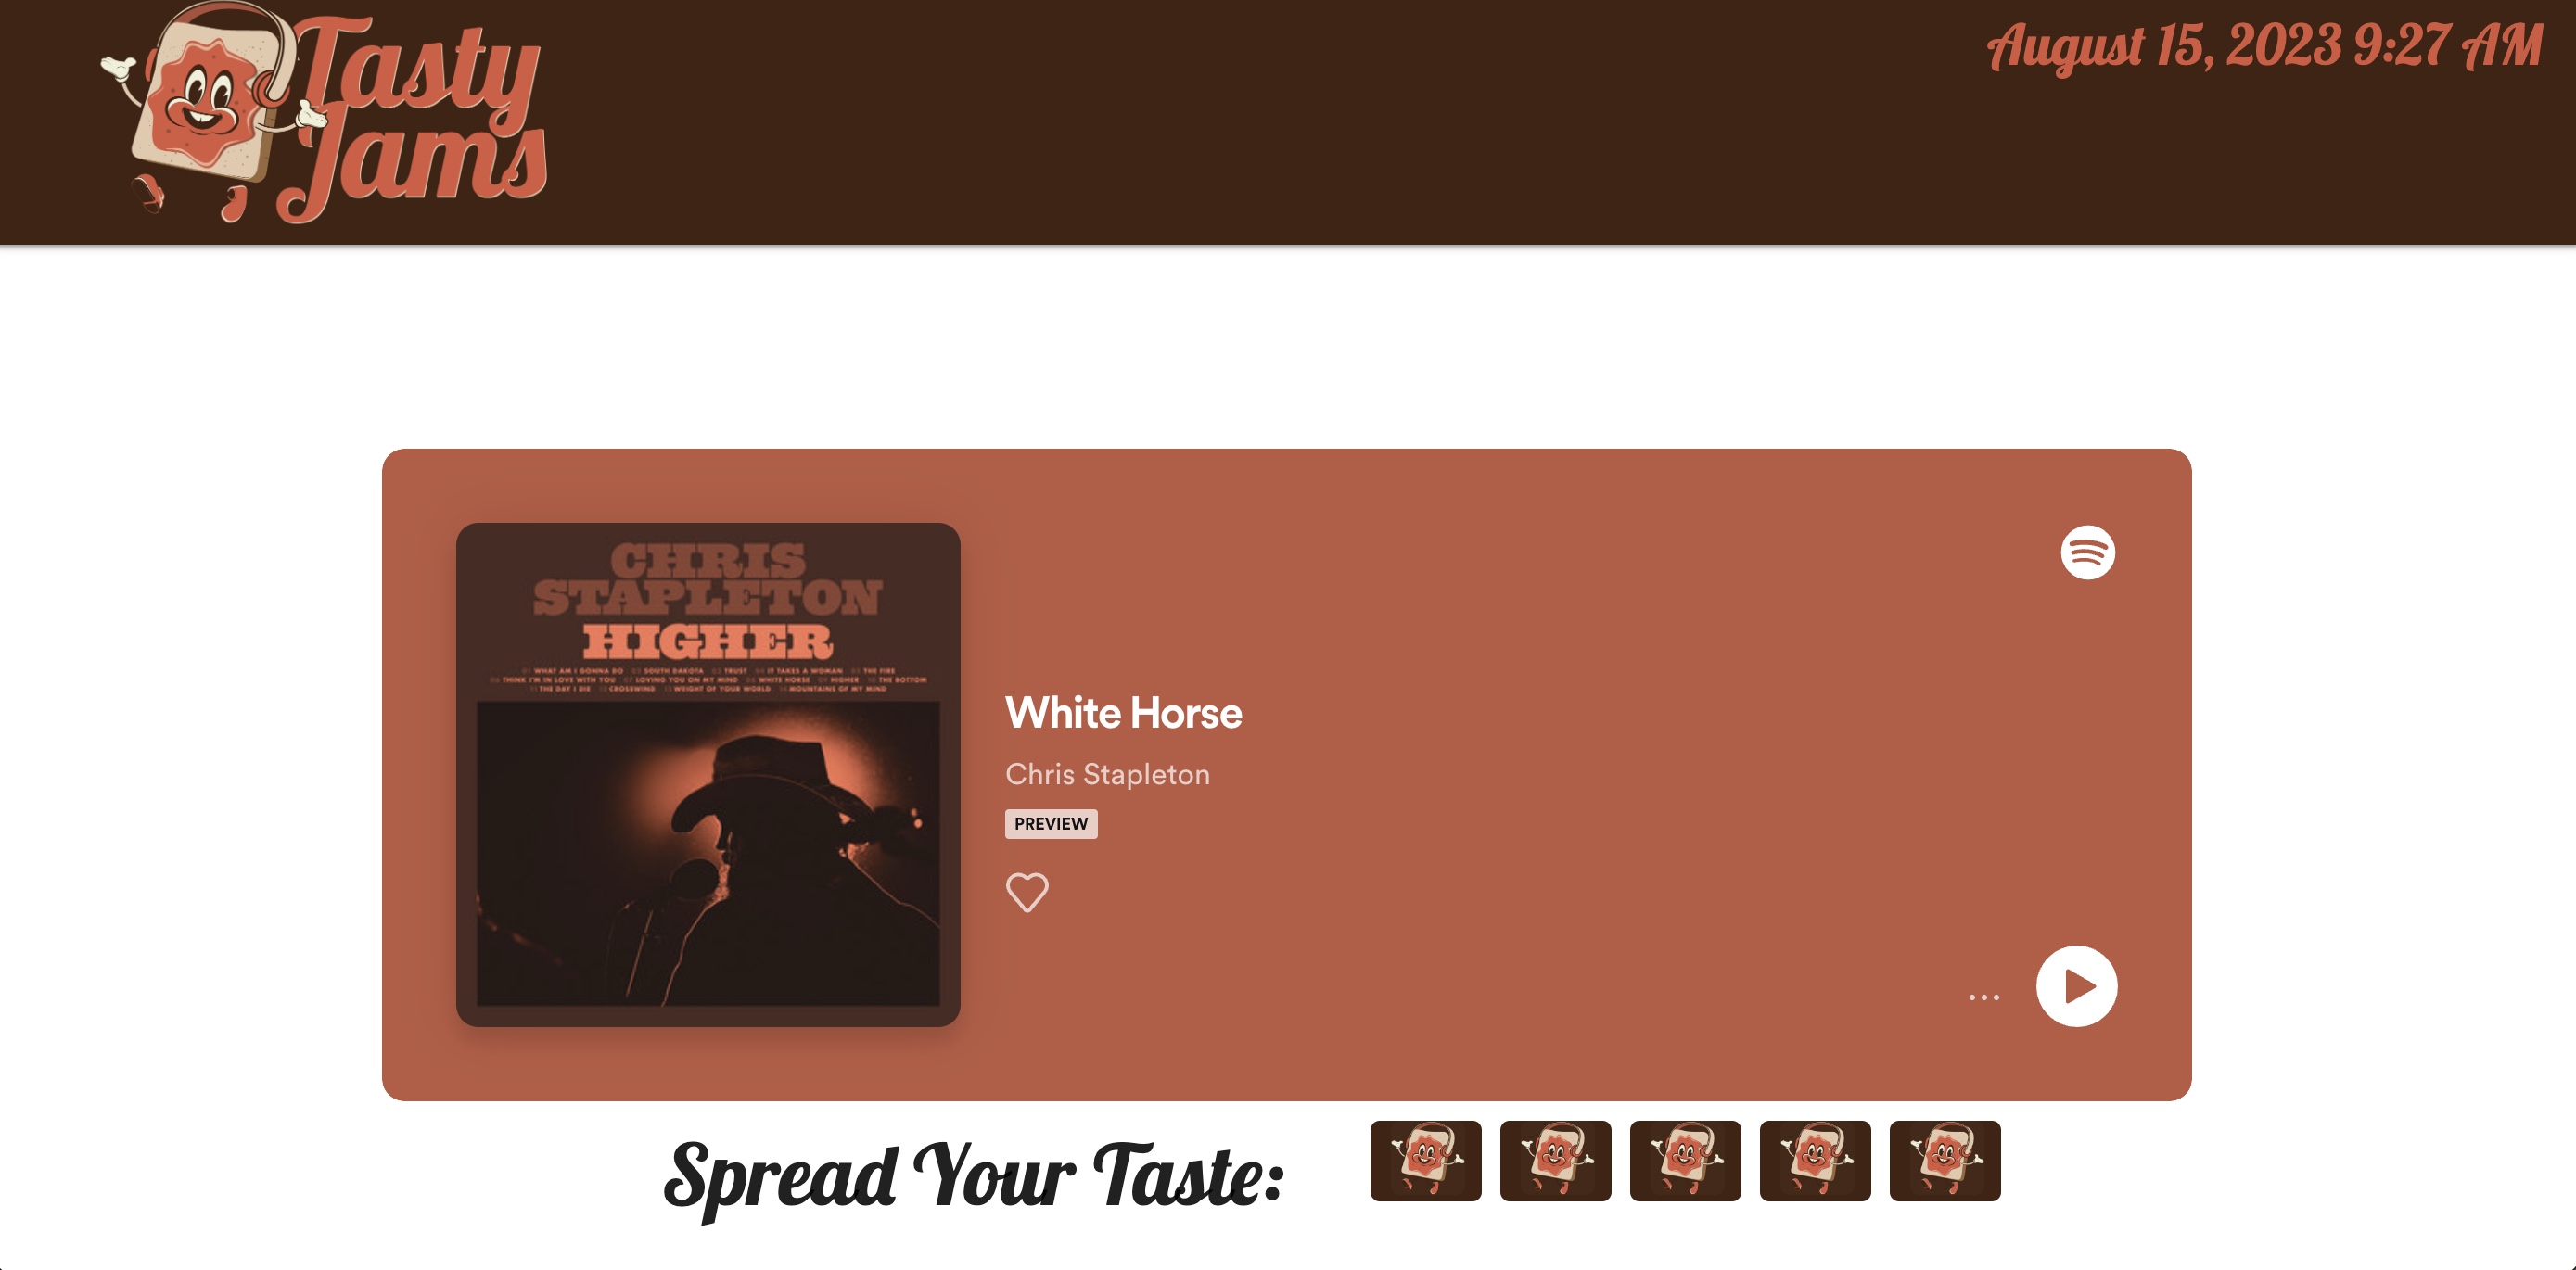 Tasty
Jams
August 15, 2023 9:27 AM
CHRIS
STAPLETON
HIGHER
01 WHAT AM I GONNA DO 02 SOUTH DAKOTA 03 TRUST 04 IT TAKES A WOMAN 05 THE FIRE
06 THINK I'M IN LOVE WITH YOU 07 LOVING YOU ON MY MIND 08 WHITE HORSE 09 HIGHER 10 THE BOTTOM
11 THE DAY I DIE 12 CROSSWIND 13 WEIGHT OF YOUR WORLD 14 MOUNTAINS OF MY MIND
White Horse
Chris Stapleton
PREVIEW
Spread Your Taste: